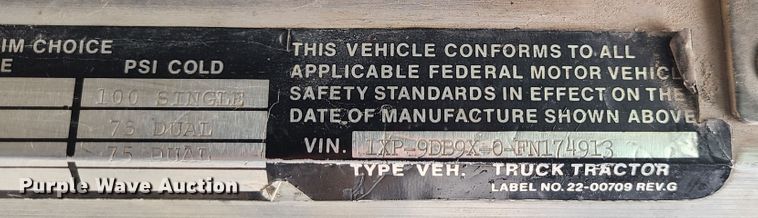 IM CHOICE
E
PSI COLD
100 SINGLE
75 DUAL
75 DUAL
THIS VEHICLE CONFORMS TO ALL
APPLICABLE FEDERAL MOTOR VEHICL
SAFETY STANDARDS IN EFFECT ON THE
DATE OF MANUFACTURE SHOWN ABOVE
VIN. 1XP-9DB9X-0-FN174913
TYPE VEH. TRUCK TRACTOR
LABEL NO. 22-00709 REV.G
Purple Wave Auction